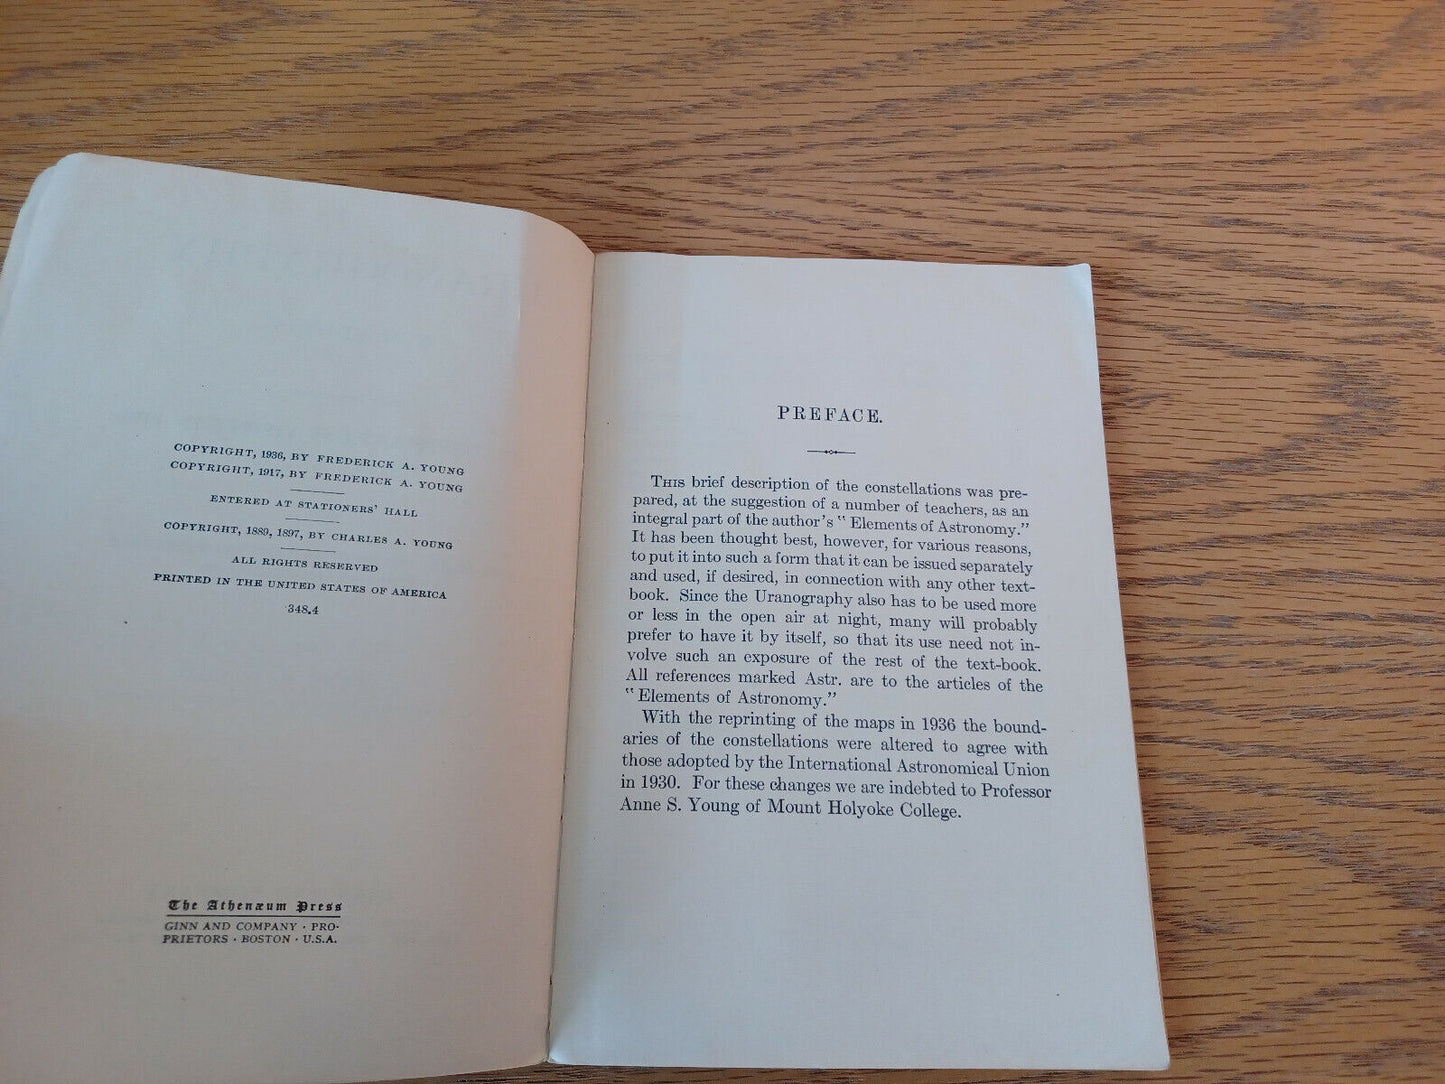 COPYRIGHT, 1936, BY FREDERICK A. YOUNG
COPYRIGHT, 1917, BY FREDERICK A. YOUNG
ENTERED AT STATIONERS' HALL
COPYRIGHT, 1889, 1897, BY CHARLES A. YOUNG
ALL RIGHTS RESERVED
PRINTED IN THE UNITED STATES OF AMERICA
348.4
The Athenæum Press
GINN AND COMPANY · PRO-
PRIETORS · BOSTON · U.S.A.
PREFACE.
THIS brief description of the constellations was pre-
pared, at the suggestion of a number of teachers, as an
integral part of the author's "Elements of Astronomy."
It has been thought best, however, for various reasons,
to put it into such a form that it can be issued separately
and used, if desired, in connection with any other text-
book. Since the Uranography also has to be used more
or less in the open air at night, many will probably
prefer to have it by itself, so that its use need not in-
volve such an exposure of the rest of the text-book.
All references marked Astr. are to the articles of the
"Elements of Astronomy."
With the reprinting of the maps in 1936 the bound-
aries of the constellations were altered to agree with
those adopted by the International Astronomical Union
in 1930. For these changes we are indebted to Professor
Anne S. Young of Mount Holyoke College.